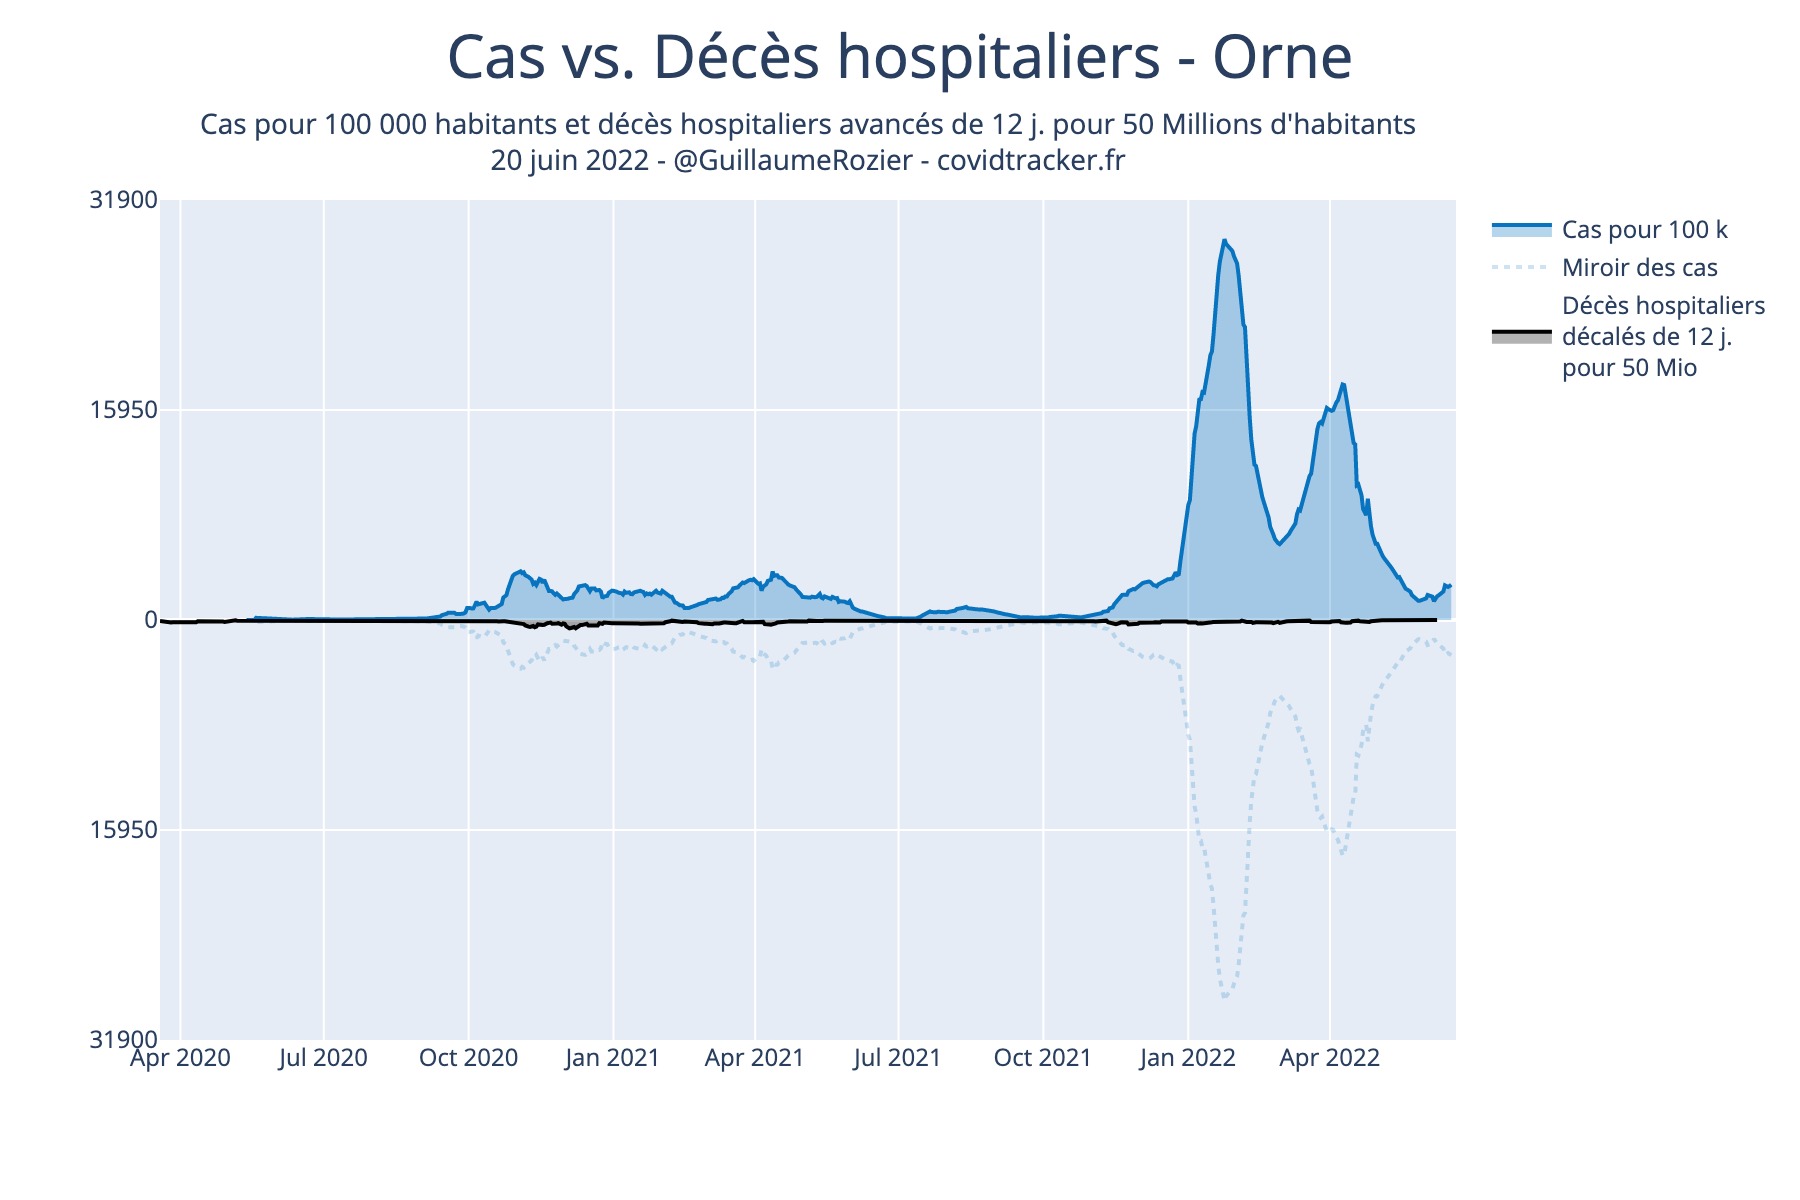 Cas vs. Décès hospitaliers - Orne
Cas pour 100 000 habitants et décès hospitaliers avancés de 12 j. pour 50 Millions d'habitants
20 juin 2022 - @GuillaumeRozier - covidtracker.fr
31900
15950
0
15950
31900
Apr 2020 Jul 2020 Oct 2020 Jan 2021 Apr 2021 Jul 2021 Oct 2021 Jan 2022 Apr 2022
Cas pour 100 k
Miroir des cas
Décès hospitaliers
décalés de 12 j.
pour 50 Mio